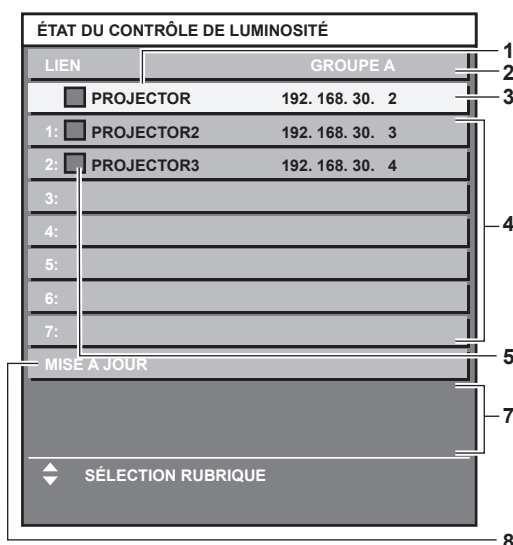 ÉTAT DU CONTRÔLE DE LUMINOSITÉ
LIEN GROUPE A
PROJECTOR 192. 168. 30. 2
1: PROJECTOR2 192. 168. 30. 3
2: PROJECTOR3 192. 168. 30. 4
3:
4:
5:
6:
7:
MISE À JOUR
SÉLECTION RUBRIQUE
1
2
3
4
5
7
8